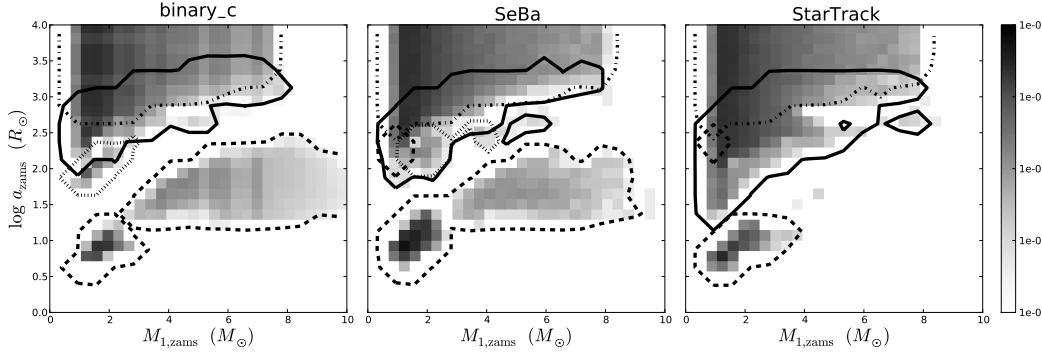 binary_c SeBa StarTrack
4.0 1e-0
3.5
3.0 1e-0
2.5
2.0 1e-0
1.5
1.0 1e-0
0.5
0.0 1e-0
log a_zams (R_⊙)
0 2 4 6 8 10 0 2 4 6 8 10 0 2 4 6 8 10
M_1,zams (M_⊙) M_1,zams (M_⊙) M_1,zams (M_⊙)